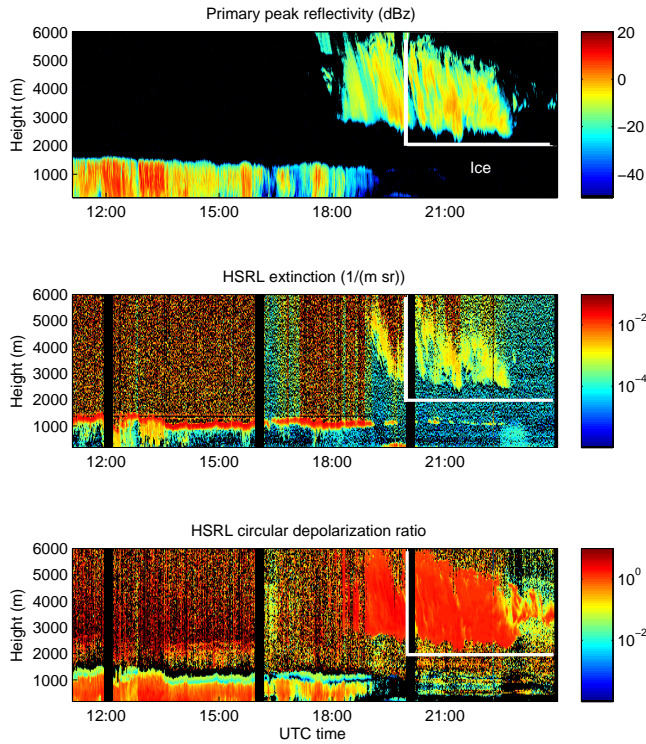 Primary peak reflectivity (dBz)
6000
5000
4000
3000
2000
1000
Height (m)
Ice
12:00 15:00 18:00 21:00
20
0
−20
−40
HSRL extinction (1/(m sr))
6000
5000
4000
3000
2000
1000
Height (m)
12:00 15:00 18:00 21:00
10⁻²
10⁻⁴
HSRL circular depolarization ratio
6000
5000
4000
3000
2000
1000
Height (m)
12:00 15:00 18:00 21:00
UTC time
10⁰
10⁻²